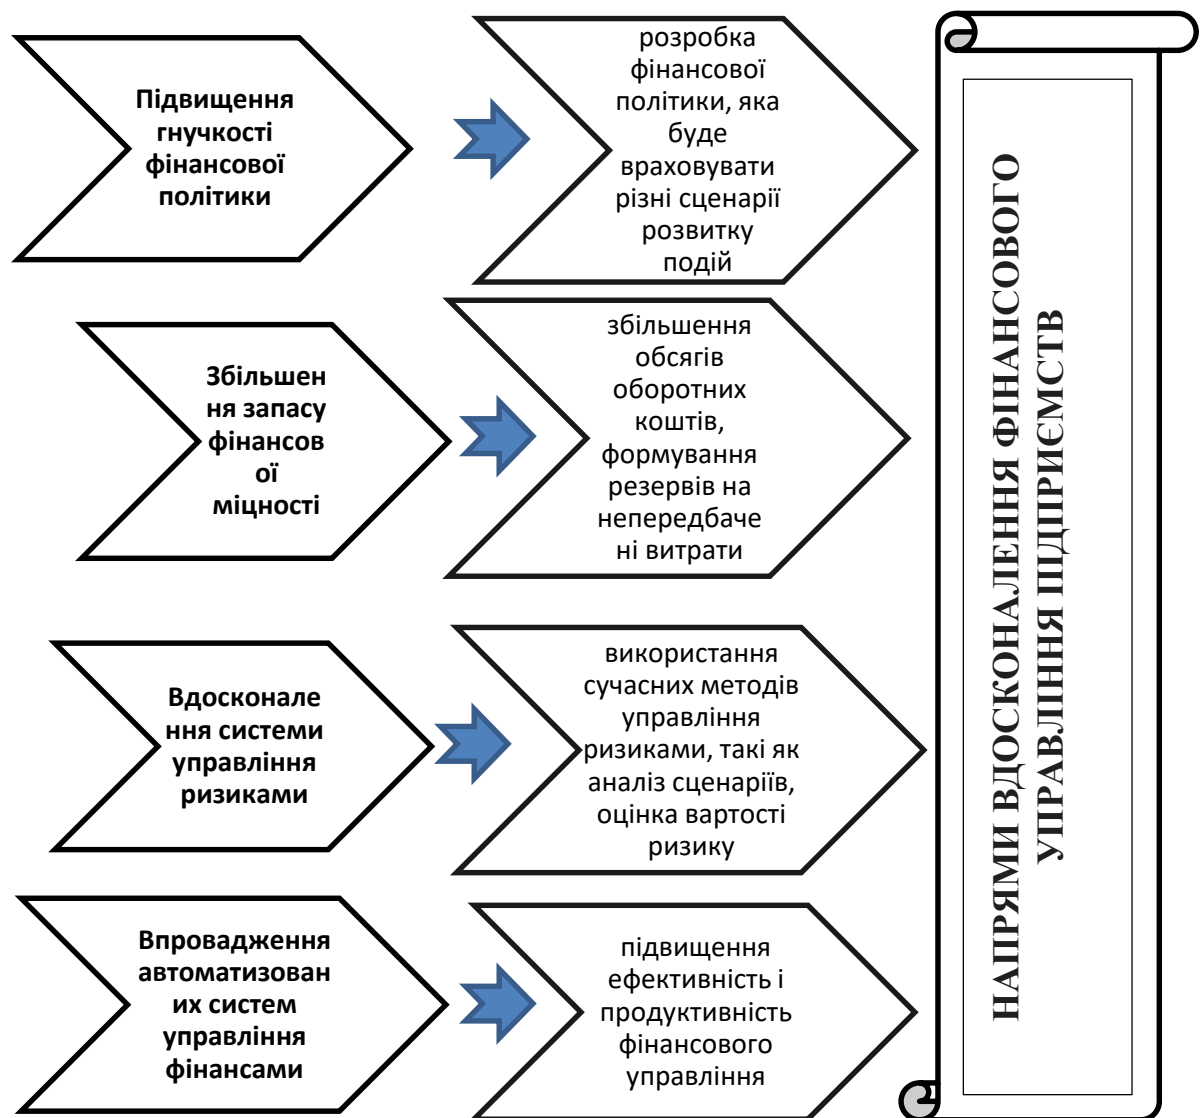 Підвищення
гнучкості
фінансової
політики
розробка
фінансової
політики, яка
буде
враховувати
різні сценарії
розвитку
подій
Збільшен
ня запасу
фінансов
ої
міцності
збільшення
обсягів
оборотних
коштів,
формування
резервів на
непередбаче
ні витрати
Вдосконале
ння системи
управління
ризиками
використання
сучасних методів
управління
ризиками, такі як
аналіз сценаріїв,
оцінка вартості
ризику
Впровадження
автоматизован
их систем
управління
фінансами
підвищення
ефективність і
продуктивність
фінансового
управління
НАПРЯМИ ВДОСКОНАЛЕННЯ ФІНАНСОВОГО
УПРАВЛІННЯ ПІДПРИЄМСТВ